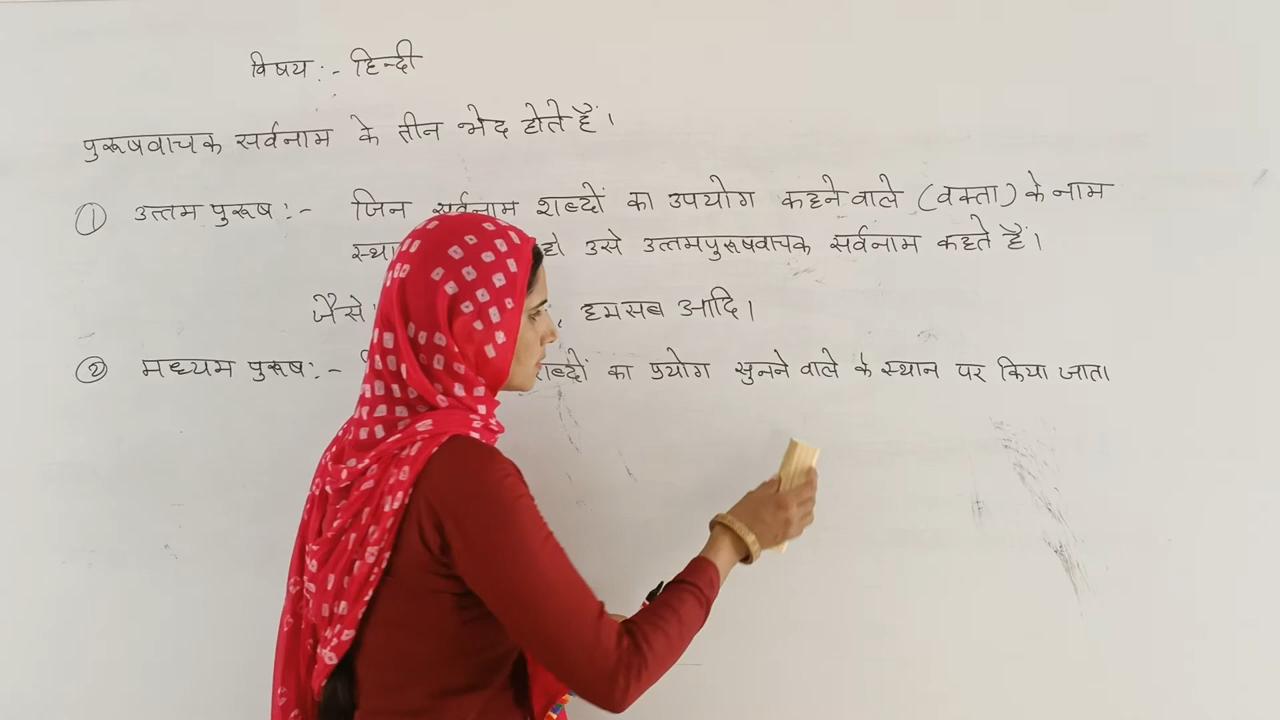 विषय :- हिन्दी
पुरूषवाचक सर्वनाम के तीन भेद होते हैं।
① उत्तम पुरूष :- जिन सर्वनाम शब्दों का उपयोग कहने वाले (वक्ता) के नाम
हो उसे उत्तमपुरूषवाचक सर्वनाम कहते हैं।
जैसे , हमसब आदि।
② मध्यम पुरूष :- शब्दों का प्रयोग सुनने वाले के स्थान पर किया जाता